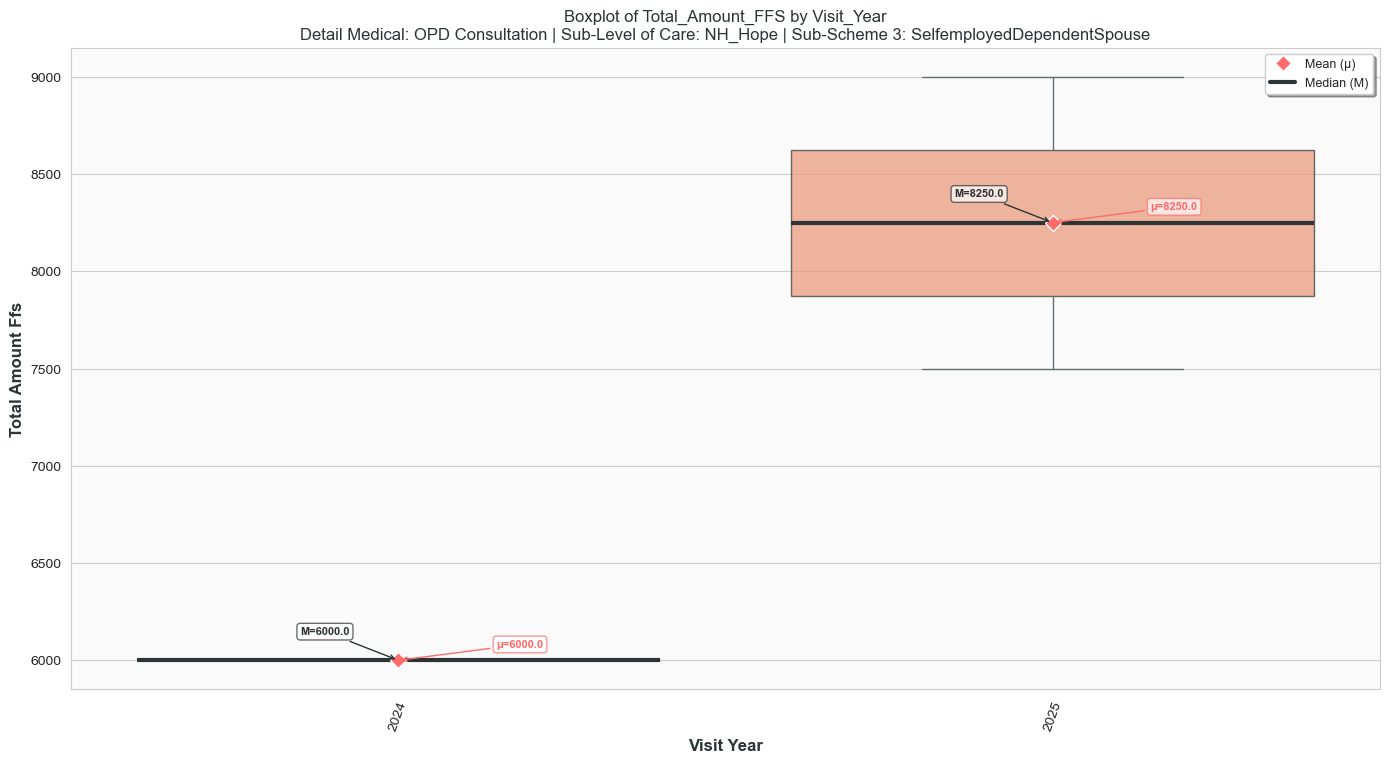 Boxplot of Total_Amount_FFS by Visit_Year
Detail Medical: OPD Consultation | Sub-Level of Care: NH_Hope | Sub-Scheme 3: SelfemployedDependentSpouse
Mean (μ)
Median (M)
9000
8500
8000
7500
7000
6500
6000
Total Amount Ffs
M=8250.0
μ=8250.0
M=6000.0
μ=6000.0
2024
2025
Visit Year